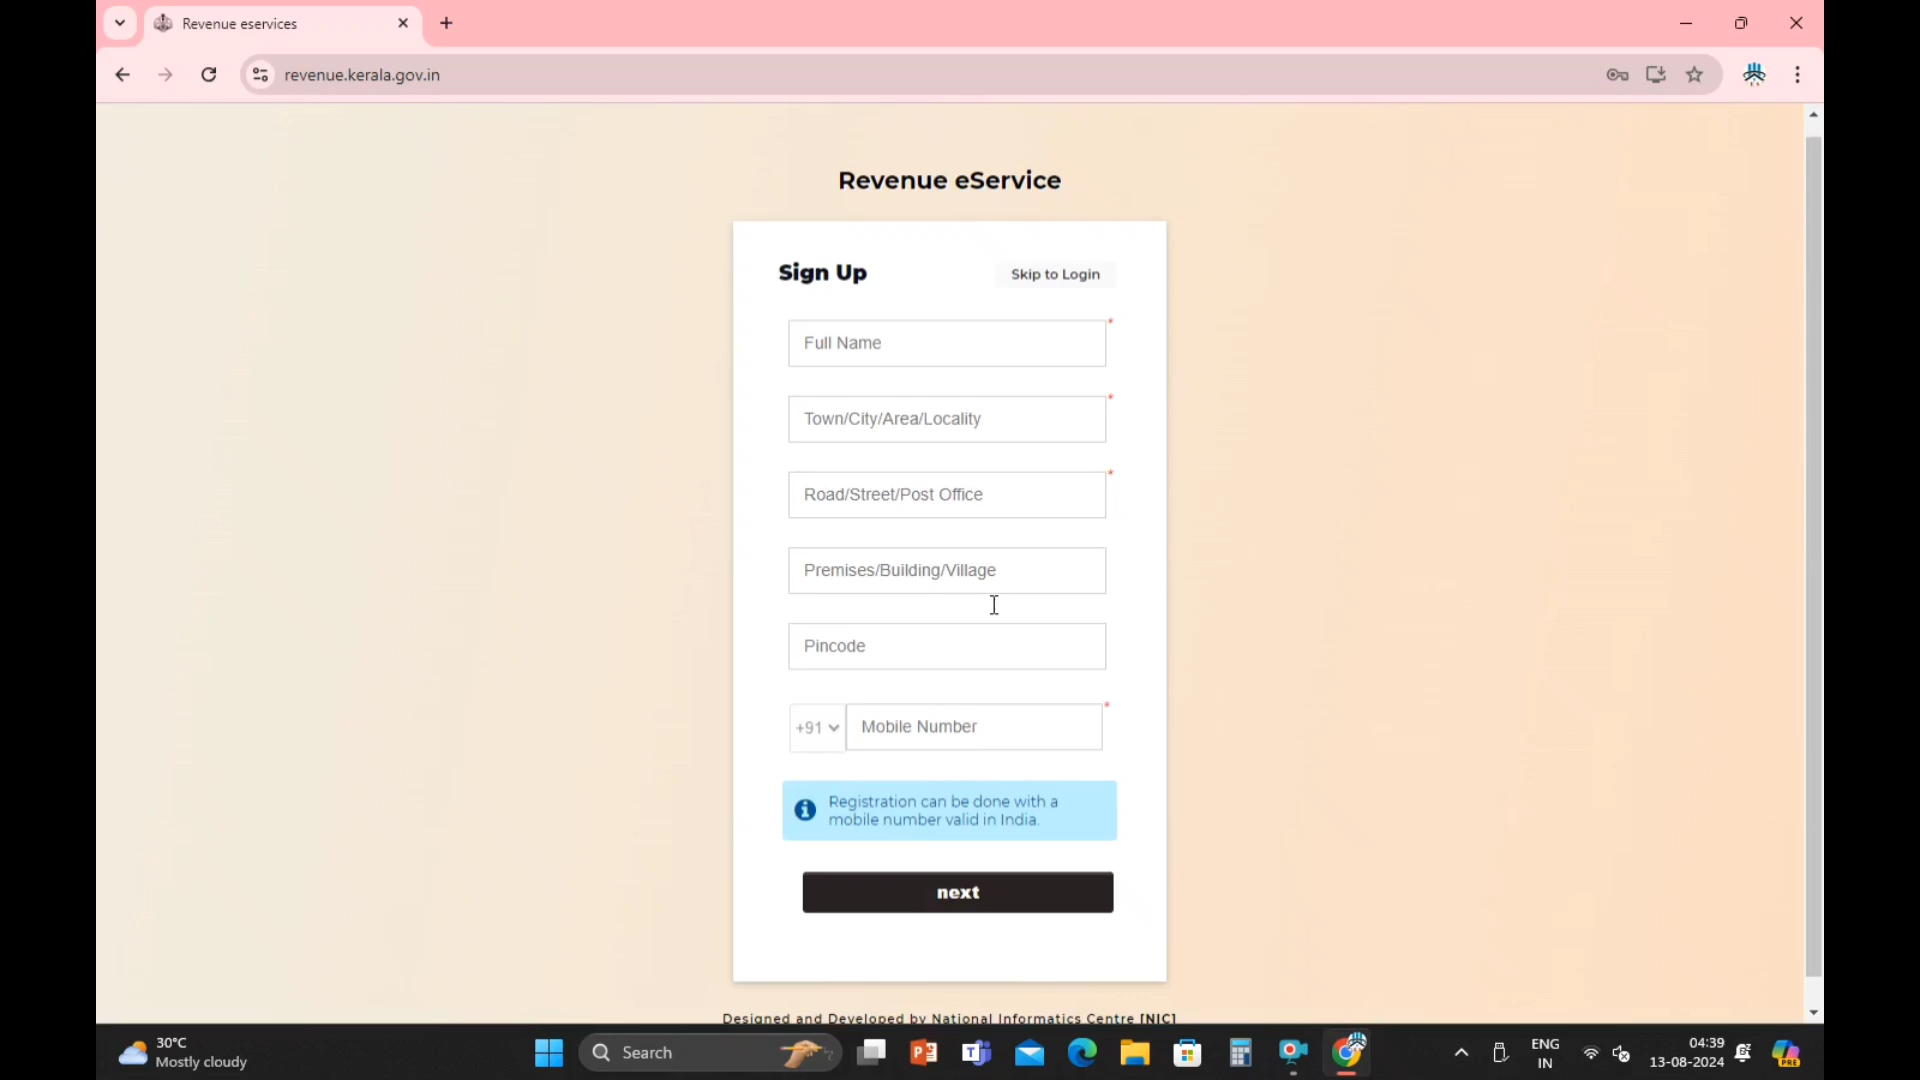 Revenue eservices
revenue.kerala.gov.in
Revenue eService
Sign Up
Skip to Login
Full Name
*
Town/City/Area/Locality
*
Road/Street/Post Office
*
Premises/Building/Village
Pincode
+91
Mobile Number
*
Registration can be done with a
mobile number valid in India.
next
Designed and Developed by National Informatics Centre [NIC]
30°C
Mostly cloudy
Search
ENG
IN
04:39
13-08-2024
PRE